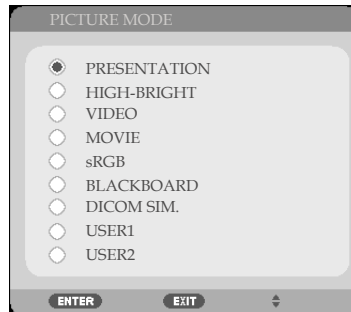 PICTURE MODE
PRESENTATION
HIGH-BRIGHT
VIDEO
MOVIE
sRGB
BLACKBOARD
DICOM SIM.
USER1
USER2
ENTER EXIT